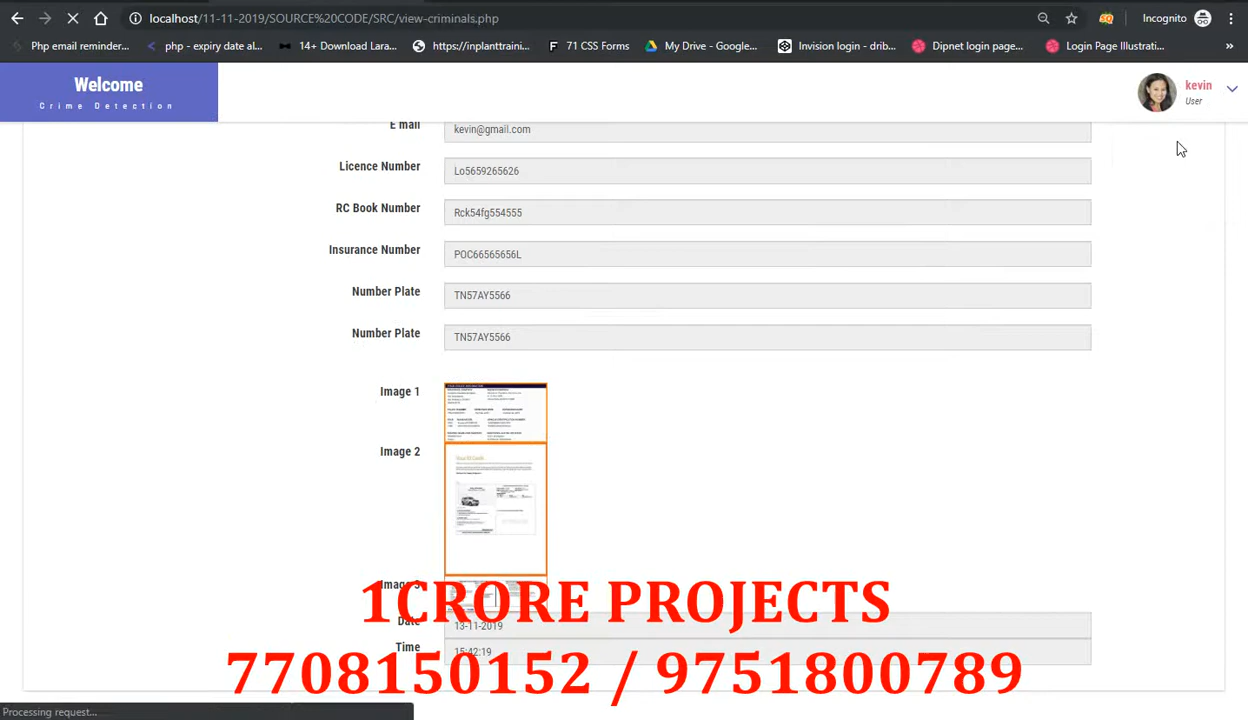 localhost/11-11-2019/SOURCE%20CODE/SRC/view-criminals.php
Incognito
Php email reminder...
php - expiry date al...
14+ Download Lara...
https://inplanttraini...
71 CSS Forms
My Drive - Google...
Invision login - drib...
Dipnet login page...
Login Page Illustrati...
»
Welcome
Crime Detection
kevin
User
E mail
kevin@gmail.com
Licence Number
Lo5659265626
RC Book Number
Rck54fg554555
Insurance Number
POC66565656L
Number Plate
TN57AY5566
Number Plate
TN57AY5566
Image 1
Image 2
Image 3
1CRORE PROJECTS
Date
13-11-2019
Time
15:42:19
7708150152 / 9751800789
Processing request...